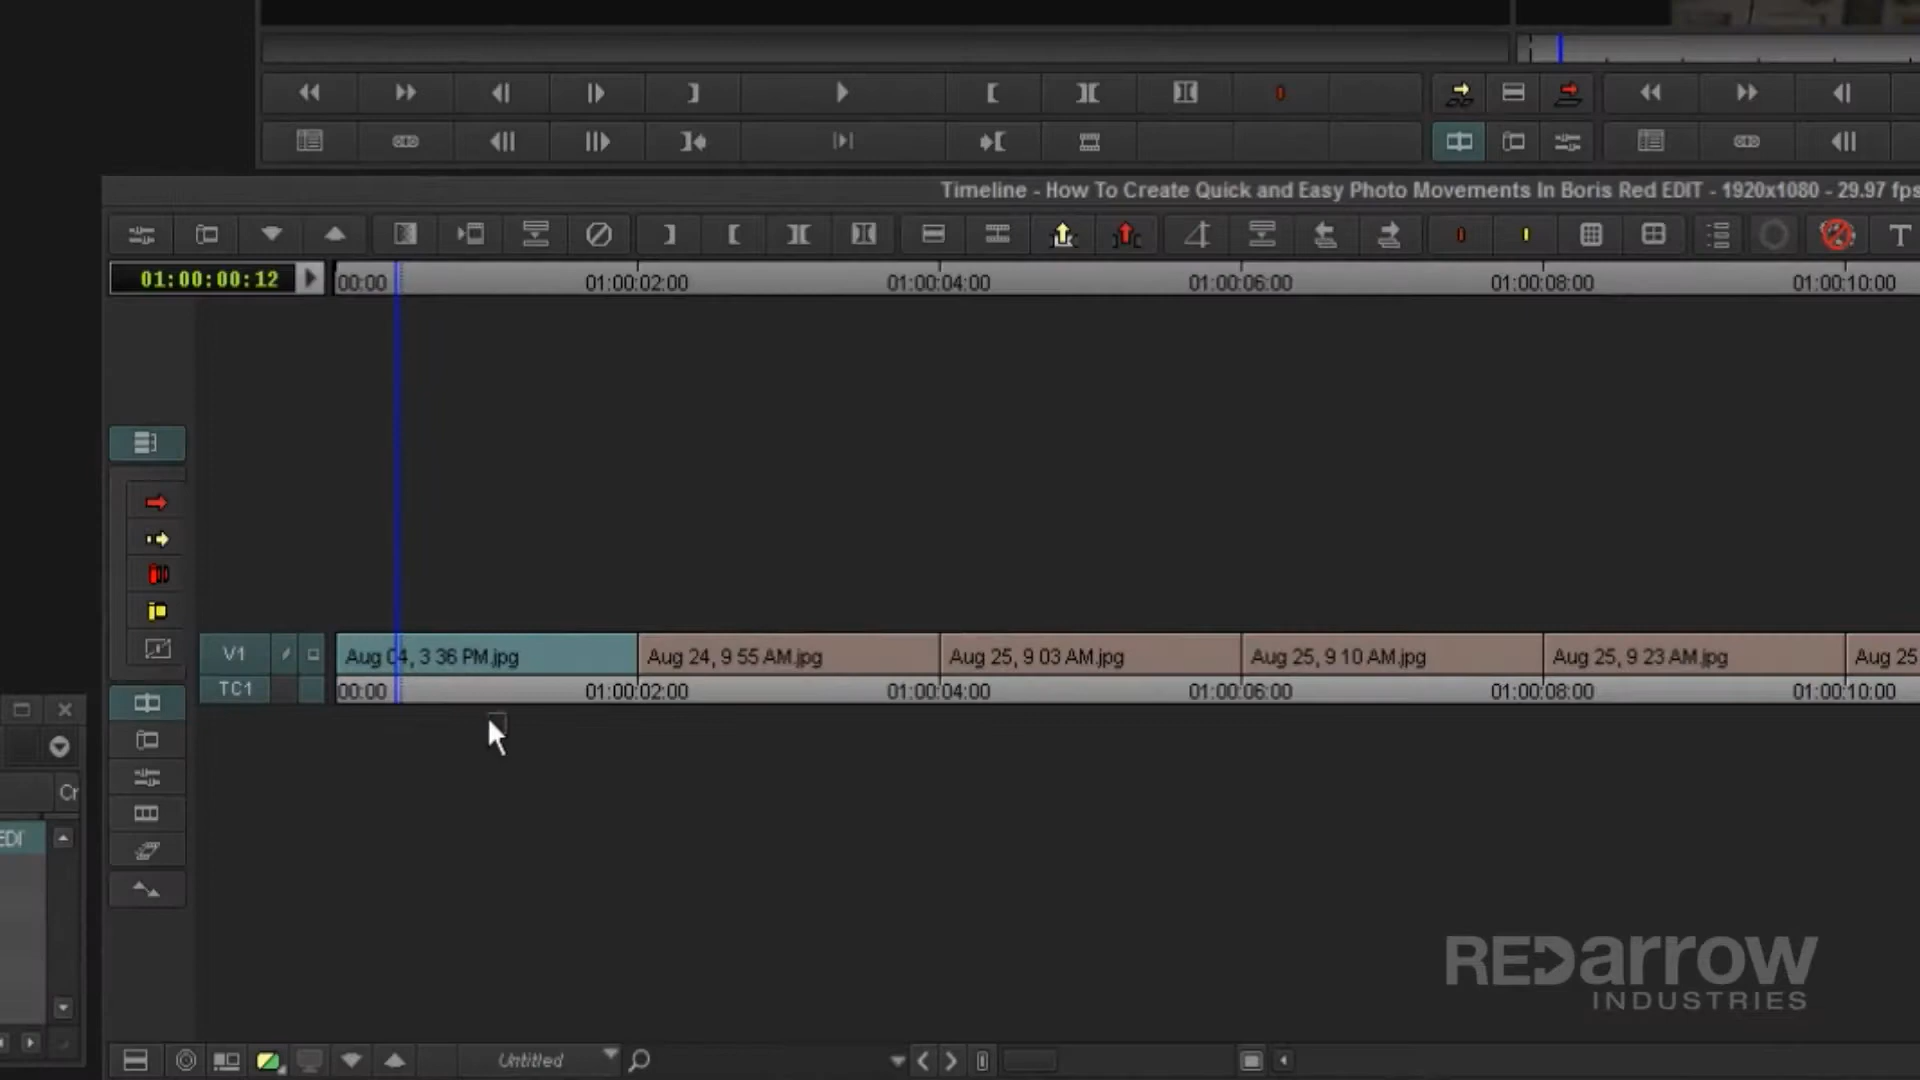 Timeline - How To Create Quick and Easy Photo Movements In Boris Red EDIT - 1920x1080 - 29.97 fps
T
01:00:00:12
00:00 01:00:02:00 01:00:04:00 01:00:06:00 01:00:08:00 01:00:10:00
V1 Aug 04, 3 36 PM.jpg Aug 24, 9 55 AM.jpg Aug 25, 9 03 AM.jpg Aug 25, 9 10 AM.jpg Aug 25, 9 23 AM.jpg Aug 25
TC1 00:00 01:00:02:00 01:00:04:00 01:00:06:00 01:00:08:00 01:00:10:00
Cr
EDI
REDarrow
INDUSTRIES
Untitled